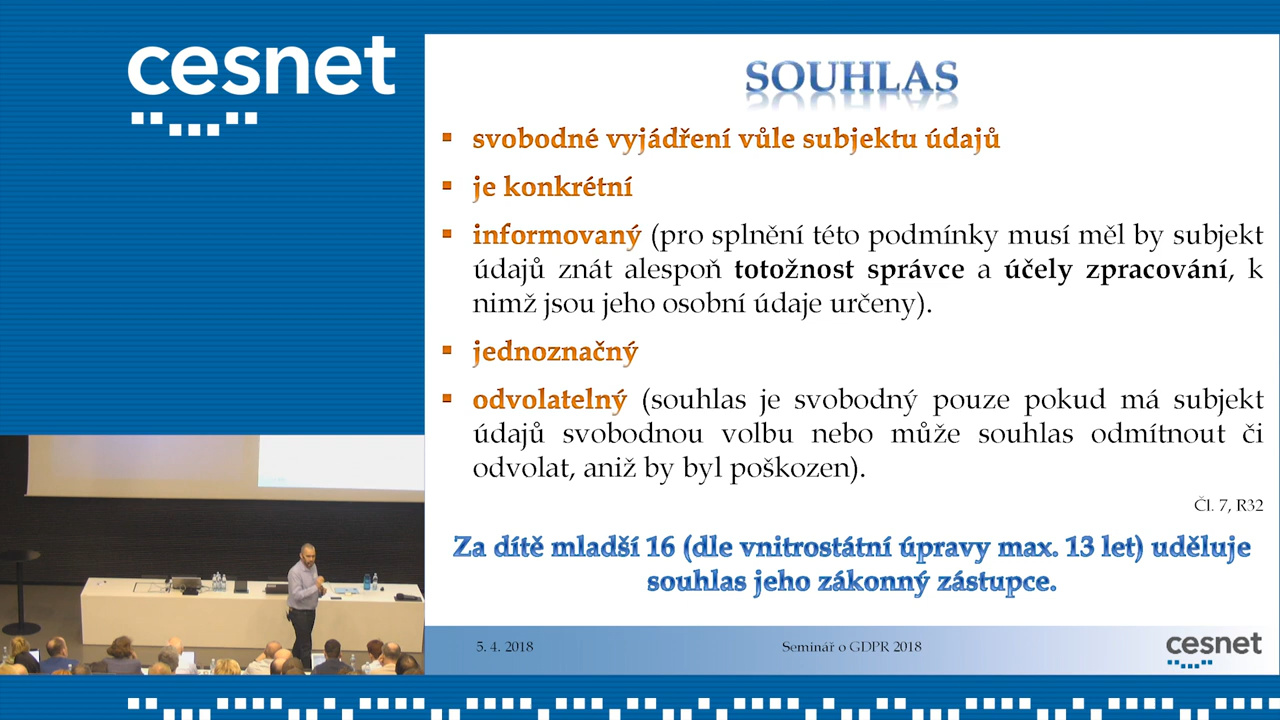 cesnet
SOUHLAS
▪ svobodné vyjádření vůle subjektu údajů
▪ je konkrétní
▪ informovaný (pro splnění této podmínky musí měl by subjekt
údajů znát alespoň totožnost správce a účely zpracování, k
nimž jsou jeho osobní údaje určeny).
▪ jednoznačný
▪ odvolatelný (souhlas je svobodný pouze pokud má subjekt
údajů svobodnou volbu nebo může souhlas odmítnout či
odvolat, aniž by byl poškozen).
Čl. 7, R32
Za dítě mladší 16 (dle vnitrostátní úpravy max. 13 let) uděluje
souhlas jeho zákonný zástupce.
5. 4. 2018
Seminář o GDPR 2018
cesnet